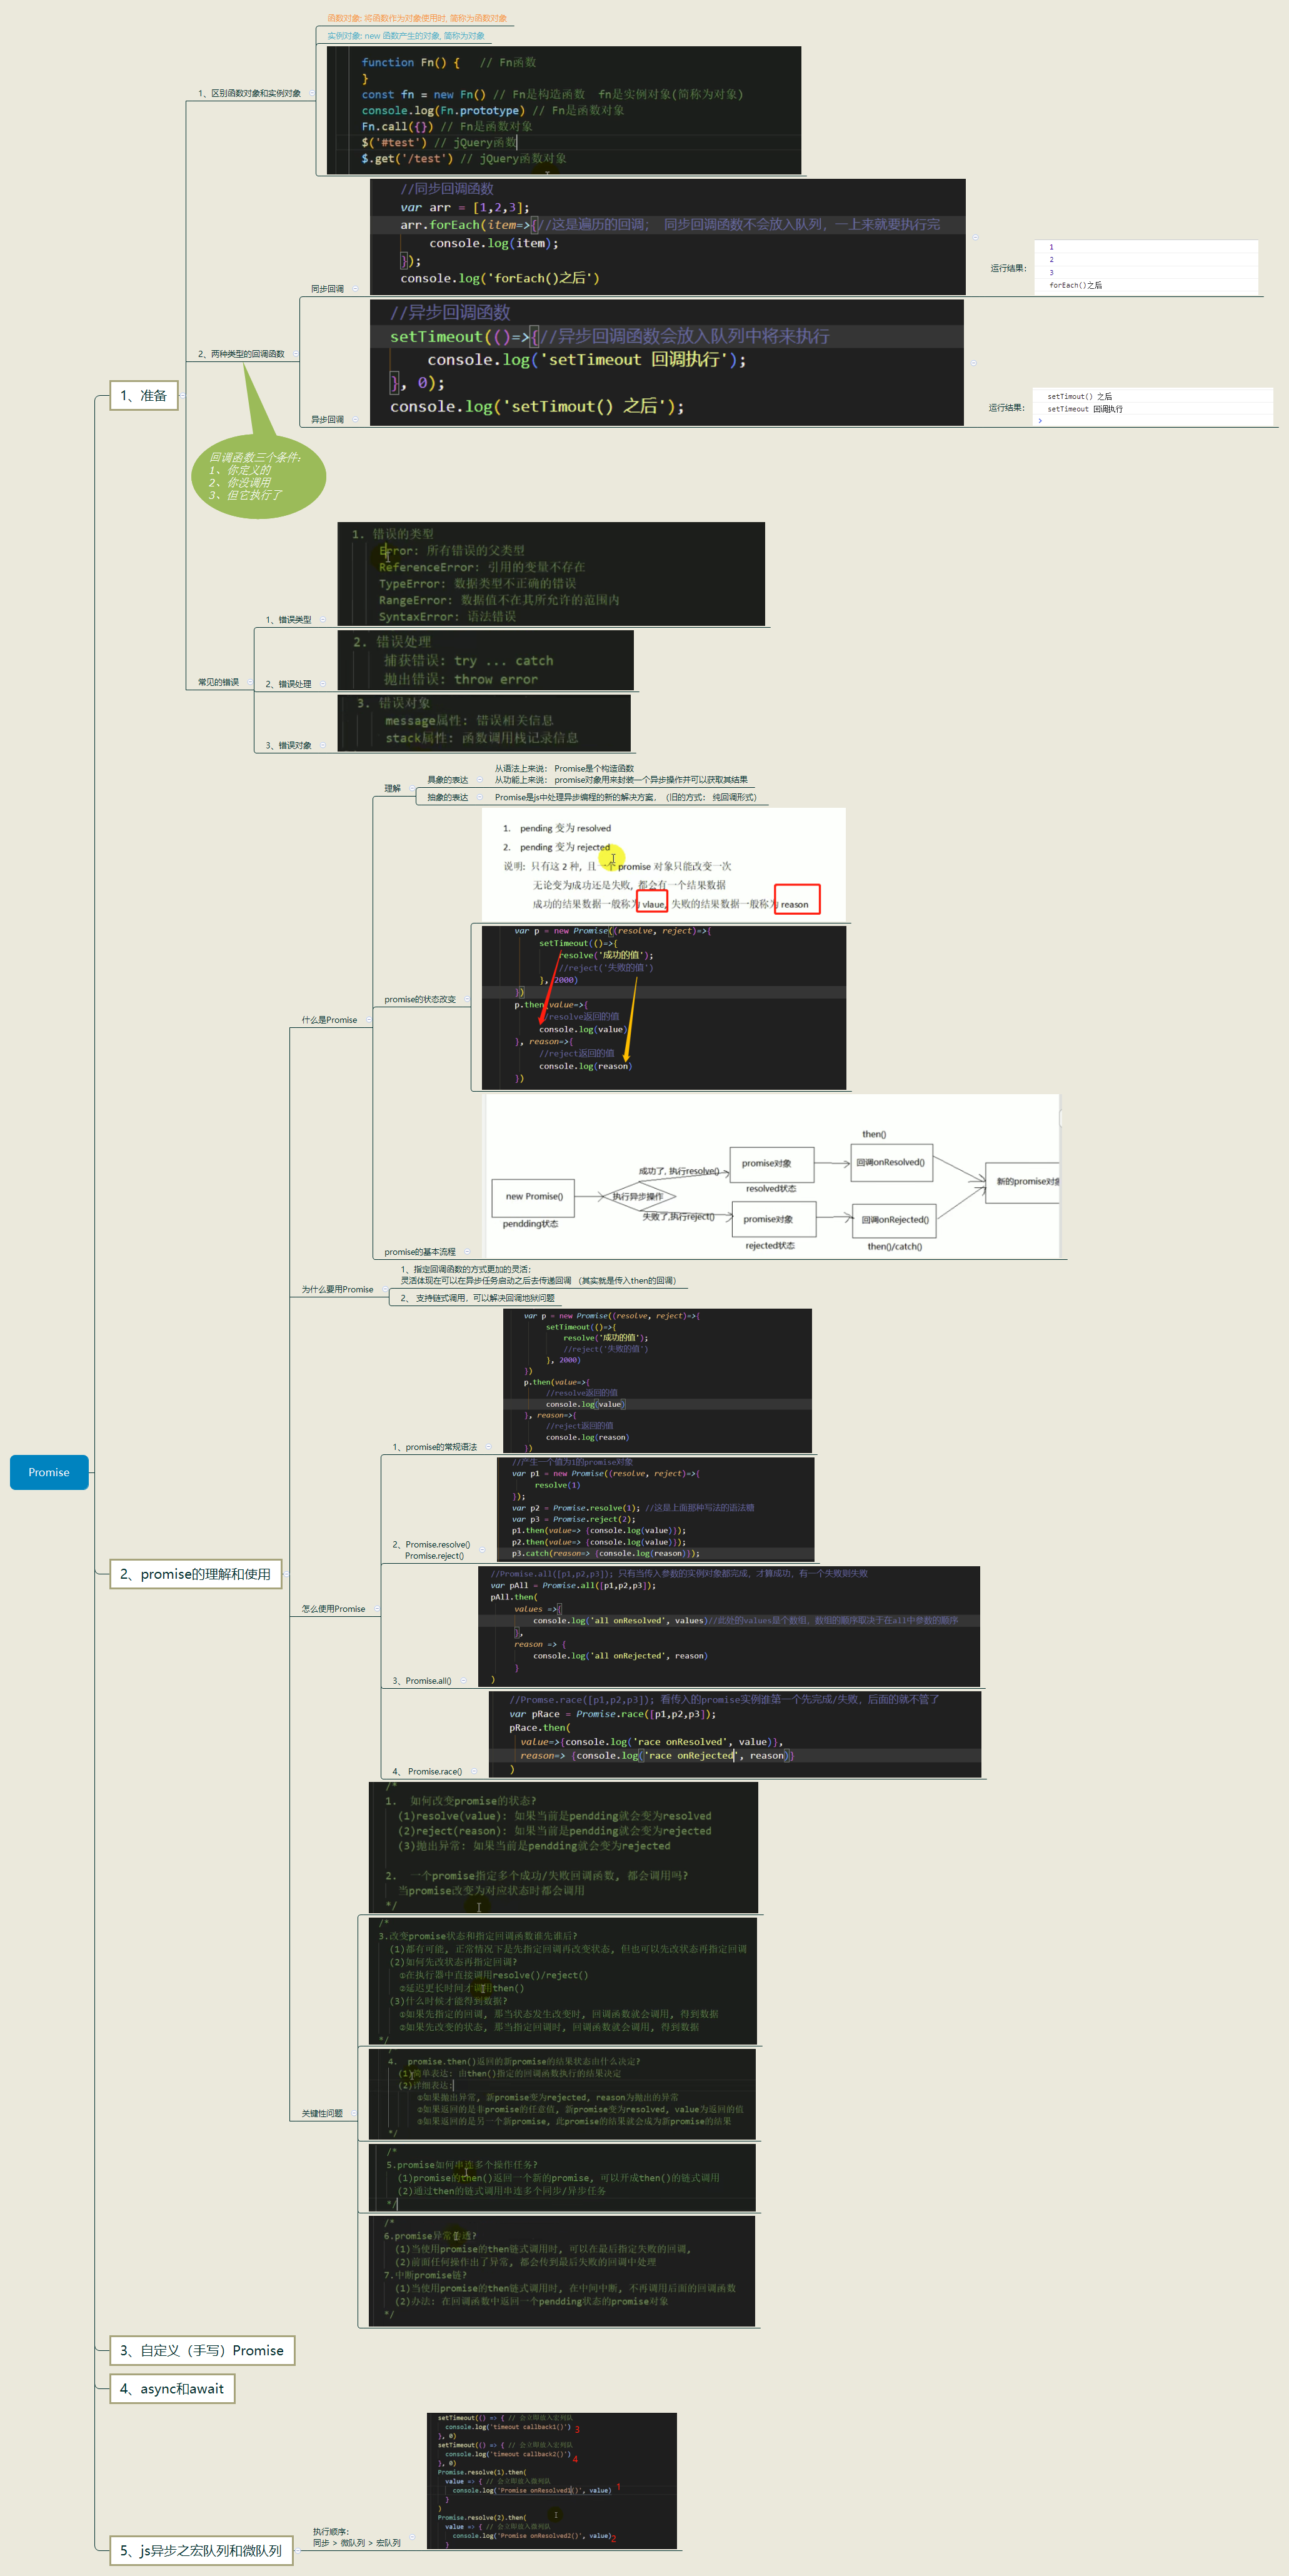 Promise
1、准备
1、区别函数对象和实例对象
函数对象: 将函数作为对象使用时, 简称为函数对象
实例对象: new 函数产生的对象, 简称为对象
function Fn() {   // Fn函数
}
const fn = new Fn() // Fn是构造函数  fn是实例对象(简称为对象)
console.log(Fn.prototype) // Fn是函数对象
Fn.call({}) // Fn是函数对象
$('#test') // jQuery函数
$.get('/test') // jQuery函数对象
2、两种类型的回调函数
回调函数三个条件:
1、你定义的
2、你没调用
3、但它执行了
同步回调
//同步回调函数
var arr = [1,2,3];
arr.forEach(item=>{//这是遍历的回调； 同步回调函数不会放入队列，一上来就要执行完
console.log(item);
});
console.log('forEach()之后')
运行结果:
1
2
3
forEach()之后
异步回调
//异步回调函数
setTimeout(()=>{//异步回调函数会放入队列中将来执行
console.log('setTimeout 回调执行');
}, 0);
console.log('setTimout() 之后');
运行结果:
setTimout() 之后
setTimeout 回调执行
>
常见的错误
1、错误类型
1. 错误的类型
Error: 所有错误的父类型
ReferenceError: 引用的变量不存在
TypeError: 数据类型不正确的错误
RangeError: 数据值不在其所允许的范围内
SyntaxError: 语法错误
2、错误处理
2. 错误处理
捕获错误: try ... catch
抛出错误: throw error
3、错误对象
3. 错误对象
message属性: 错误相关信息
stack属性: 函数调用栈记录信息
2、promise的理解和使用
什么是Promise
理解
具象的表达
从语法上来说： Promise是个构造函数
从功能上来说： promise对象用来封装一个异步操作并可以获取其结果
抽象的表达
Promise是js中处理异步编程的新的解决方案，（旧的方式： 纯回调形式）
promise的状态改变
1. pending 变为 resolved
2. pending 变为 rejected
说明: 只有这 2 种, 且一个 promise 对象只能改变一次
无论变为成功还是失败, 都会有一个结果数据
成功的结果数据一般称为 vlaue, 失败的结果数据一般称为 reason
var p = new Promise((resolve, reject)=>{
setTimeout(()=>{
resolve('成功的值');
//reject('失败的值')
}, 2000)
})
p.then(value=>{
//resolve返回的值
console.log(value)
}, reason=>{
//reject返回的值
console.log(reason)
})
promise的基本流程
new Promise()
pendding状态
执行异步操作
成功了, 执行resolve()
失败了,执行reject()
promise对象
resolved状态
promise对象
rejected状态
then()
回调onResolved()
回调onRejected()
then()/catch()
新的promise对象
为什么要用Promise
1、指定回调函数的方式更加的灵活；
灵活体现在可以在异步任务启动之后去传递回调 （其实就是传入then的回调）
2、 支持链式调用，可以解决回调地狱问题
怎么使用Promise
1、promise的常规语法
var p = new Promise((resolve, reject)=>{
setTimeout(()=>{
resolve('成功的值');
//reject('失败的值')
}, 2000)
})
p.then(value=>{
//resolve返回的值
console.log(value)
}, reason=>{
//reject返回的值
console.log(reason)
})
2、Promise.resolve()
Promise.reject()
//产生一个值为1的promise对象
var p1 = new Promise((resolve, reject)=>{
resolve(1)
});
var p2 = Promise.resolve(1); //这是上面那种写法的语法糖
var p3 = Promise.reject(2);
p1.then(value=> {console.log(value)});
p2.then(value=> {console.log(value)});
p3.catch(reason=> {console.log(reason)});
3、Promise.all()
//Promise.all([p1,p2,p3]); 只有当传入参数的实例对象都完成，才算成功，有一个失败则失败
var pAll = Promise.all([p1,p2,p3]);
pAll.then(
values =>{
console.log('all onResolved', values)//此处的values是个数组，数组的顺序取决于在all中参数的顺序
},
reason => {
console.log('all onRejected', reason)
}
)
4、 Promise.race()
//Promse.race([p1,p2,p3]); 看传入的promise实例谁第一个先完成/失败，后面的就不管了
var pRace = Promise.race([p1,p2,p3]);
pRace.then(
value=>{console.log('race onResolved', value)},
reason=> {console.log('race onRejected', reason)}
)
关键性问题
/*
1. 如何改变promise的状态?
(1)resolve(value): 如果当前是pendding就会变为resolved
(2)reject(reason): 如果当前是pendding就会变为rejected
(3)抛出异常: 如果当前是pendding就会变为rejected
2. 一个promise指定多个成功/失败回调函数, 都会调用吗?
当promise改变为对应状态时都会调用
*/
/*
3.改变promise状态和指定回调函数谁先谁后?
(1)都有可能, 正常情况下是先指定回调再改变状态, 但也可以先改状态再指定回调
(2)如何先改状态再指定回调?
①在执行器中直接调用resolve()/reject()
②延迟更长时间才调用then()
(3)什么时候才能得到数据?
①如果先指定的回调, 那当状态发生改变时, 回调函数就会调用, 得到数据
②如果先改变的状态, 那当指定回调时, 回调函数就会调用, 得到数据
*/
4. promise.then()返回的新promise的结果状态由什么决定?
(1)简单表达: 由then()指定的回调函数执行的结果决定
(2)详细表达:
①如果抛出异常, 新promise变为rejected, reason为抛出的异常
②如果返回的是非promise的任意值, 新promise变为resolved, value为返回的值
③如果返回的是另一个新promise, 此promise的结果就会成为新promise的结果
*/
/*
5.promise如何串连多个操作任务?
(1)promise的then()返回一个新的promise, 可以开成then()的链式调用
(2)通过then的链式调用串连多个同步/异步任务
*/
/*
6.promise异常传透?
(1)当使用promise的then链式调用时, 可以在最后指定失败的回调,
(2)前面任何操作出了异常, 都会传到最后失败的回调中处理
7.中断promise链?
(1)当使用promise的then链式调用时, 在中间中断, 不再调用后面的回调函数
(2)办法: 在回调函数中返回一个pendding状态的promise对象
*/
3、自定义（手写）Promise
4、async和await
5、js异步之宏队列和微队列
执行顺序:
同步 > 微队列 > 宏队列
setTimeout(() => { // 会立即放入宏列队
console.log('timeout callback1()') 3
}, 0)
setTimeout(() => { // 会立即放入宏列队
console.log('timeout callback2()') 4
}, 0)
Promise.resolve(1).then(
value => { // 会立即放入微列队
console.log('Promise onResolved1()', value) 1
}
)
Promise.resolve(2).then(
value => { // 会立即放入微列队
console.log('Promise onResolved2()', value) 2
}